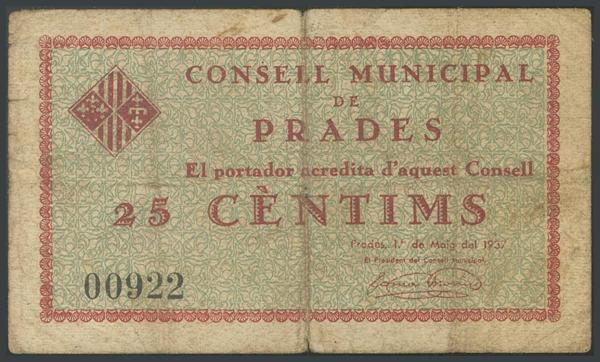 CONSELL MUNICIPAL
DE
PRADES
El portador acredita d'aquest Consell
25 CÈNTIMS
Prades, 1.er de Maig del 1937
El President del Consell Municipal,
00922